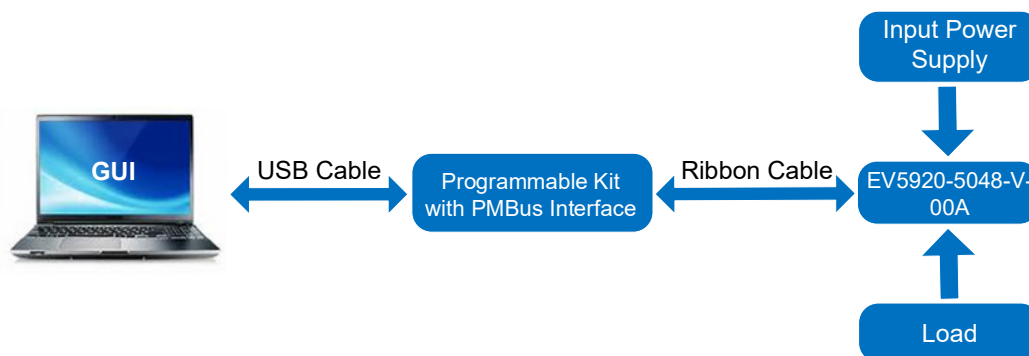 Input Power
Supply
GUI
USB Cable
Programmable Kit
with PMBus Interface
Ribbon Cable
EV5920-5048-V-
00A
Load